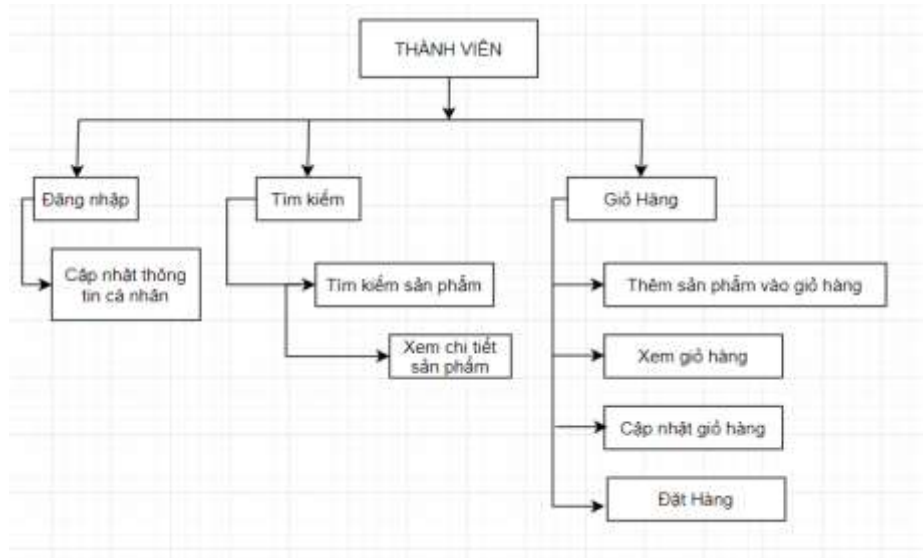 THÀNH VIÊN
Đăng nhập
Tìm kiếm
Giỏ Hàng
Cập nhật thông
tin cá nhân
Tìm kiếm sản phẩm
Thêm sản phẩm vào giỏ hàng
Xem chi tiết
sản phẩm
Xem giỏ hàng
Cập nhật giỏ hàng
Đặt Hàng